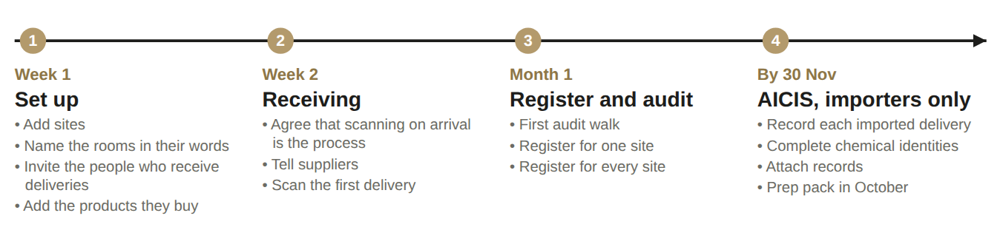 1
2
3
4
Week 1
Set up
• Add sites
• Name the rooms in their words
• Invite the people who receive
deliveries
• Add the products they buy
Week 2
Receiving
• Agree that scanning on arrival
is the process
• Tell suppliers
• Scan the first delivery
Month 1
Register and audit
• First audit walk
• Register for one site
• Register for every site
By 30 Nov
AICIS, importers only
• Record each imported delivery
• Complete chemical identities
• Attach records
• Prep pack in October